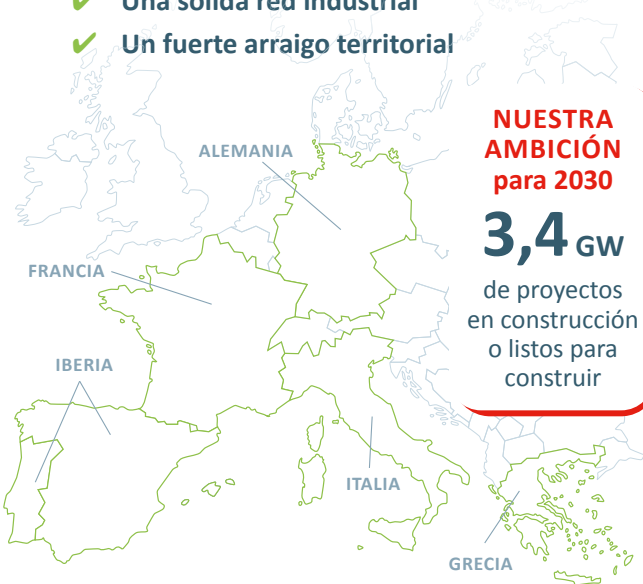 ✔ Una sólida red industrial
✔ Un fuerte arraigo territorial
NUESTRA
AMBICIÓN
para 2030
3,4 GW
de proyectos
en construcción
o listos para
construir
ALEMANIA
FRANCIA
IBERIA
ITALIA
GRECIA